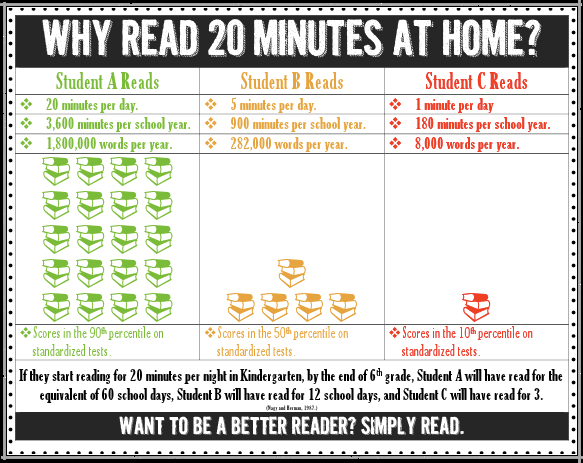 WHY READ 20 MINUTES AT HOME?
Student A Reads
❖ 20 minutes per day.
❖ 3,600 minutes per school year.
❖ 1,800,000 words per year.
❖ Scores in the 90th percentile on
standardized tests.
Student B Reads
❖ 5 minutes per day.
❖ 900 minutes per school year.
❖ 282,000 words per year.
❖ Scores in the 50th percentile on
standardized tests.
Student C Reads
❖ 1 minute per day
❖ 180 minutes per school year.
❖ 8,000 words per year.
❖ Scores in the 10th percentile on
standardized tests.
If they start reading for 20 minutes per night in Kindergarten, by the end of 6th grade, Student A will have read for the
equivalent of 60 school days, Student B will have read for 12 school days, and Student C will have read for 3.
(Nagy and Herman, 1987.)
WANT TO BE A BETTER READER? SIMPLY READ.